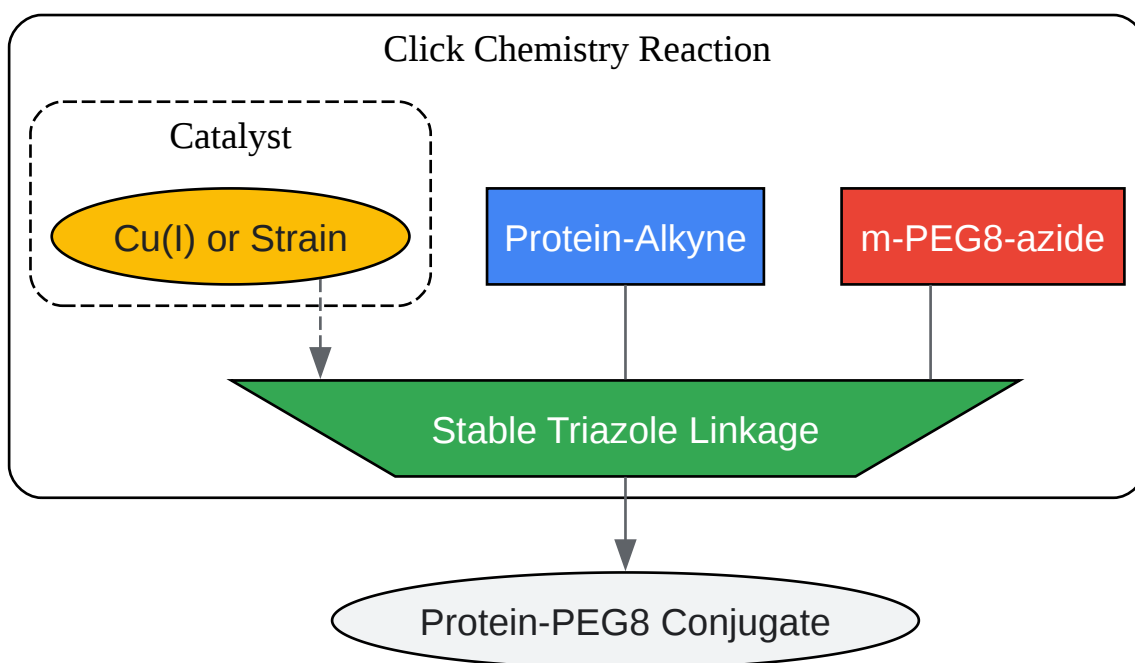 Click Chemistry Reaction
Catalyst
Cu(I) or Strain
Protein-Alkyne
m-PEG8-azide
Stable Triazole Linkage
Protein-PEG8 Conjugate